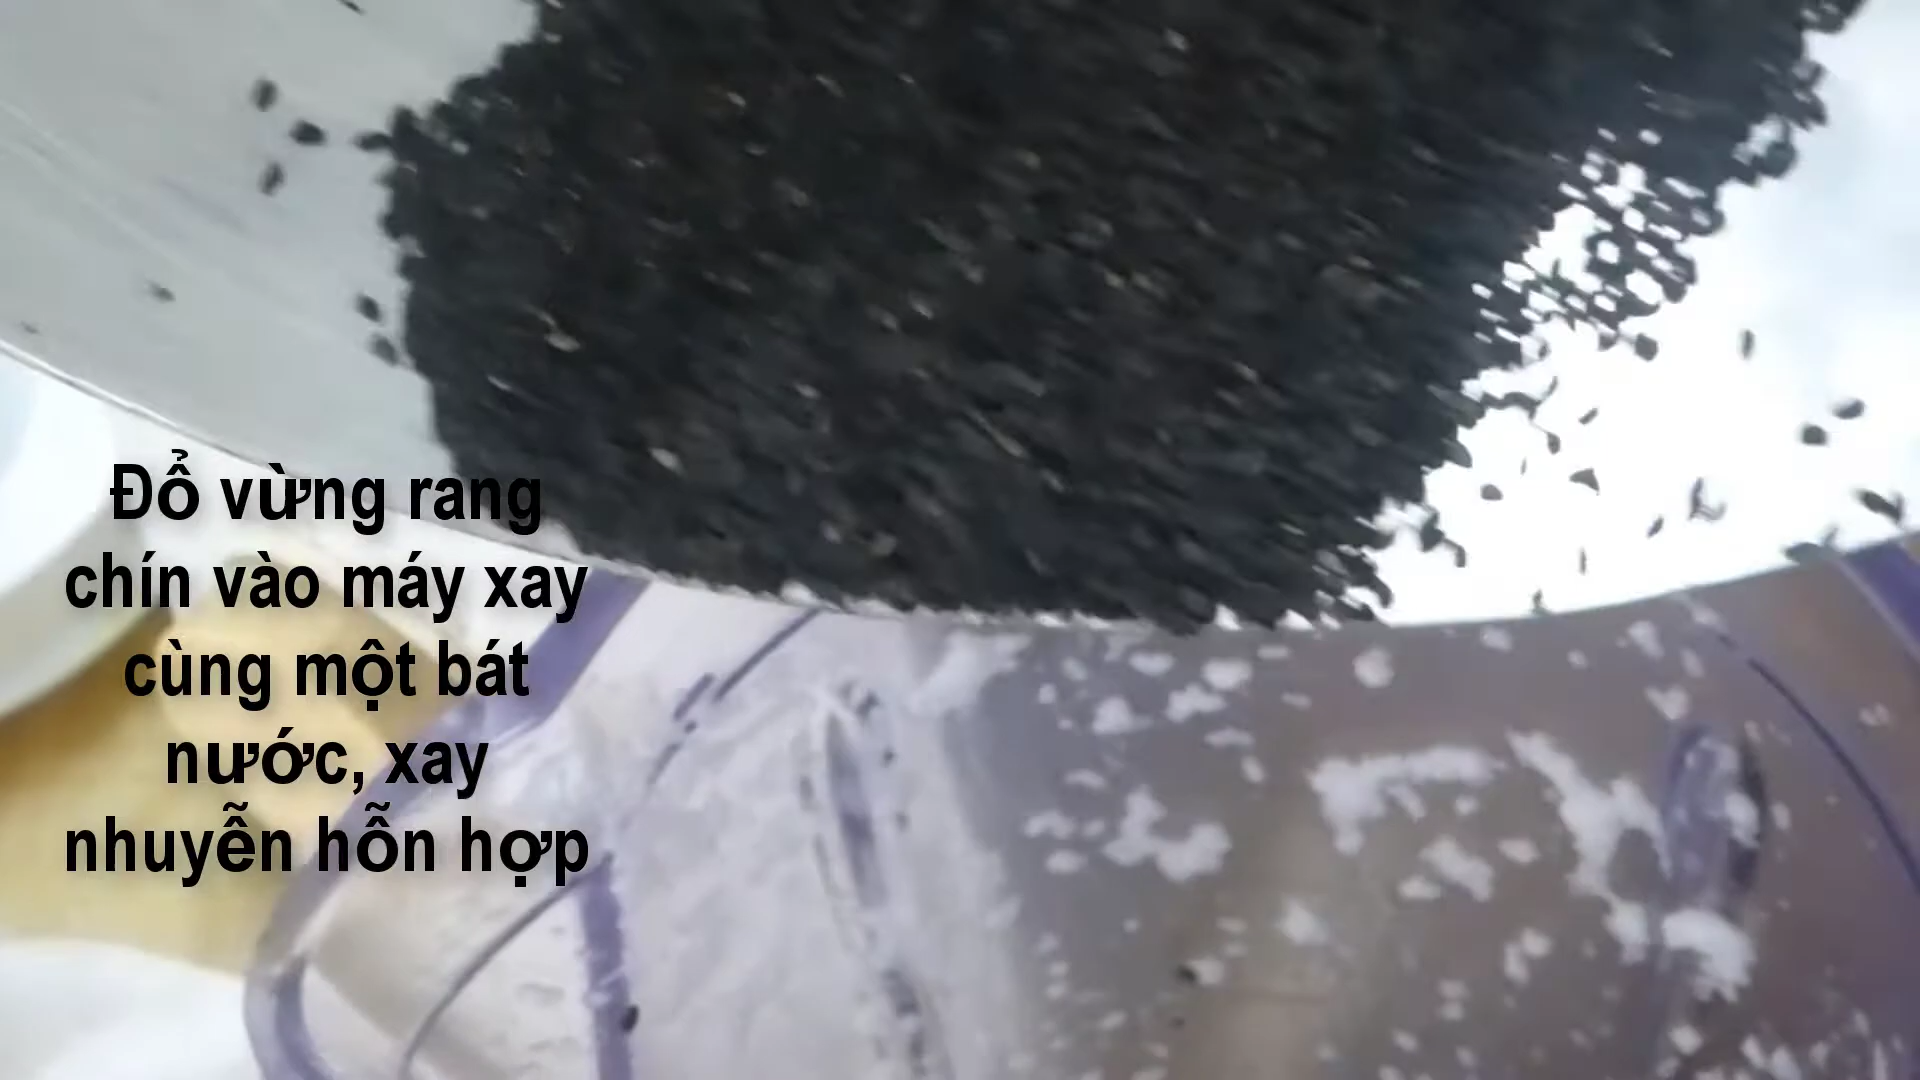 Đổ vừng rang
chín vào máy xay
cùng một bát
nước, xay
nhuyễn hỗn hợp